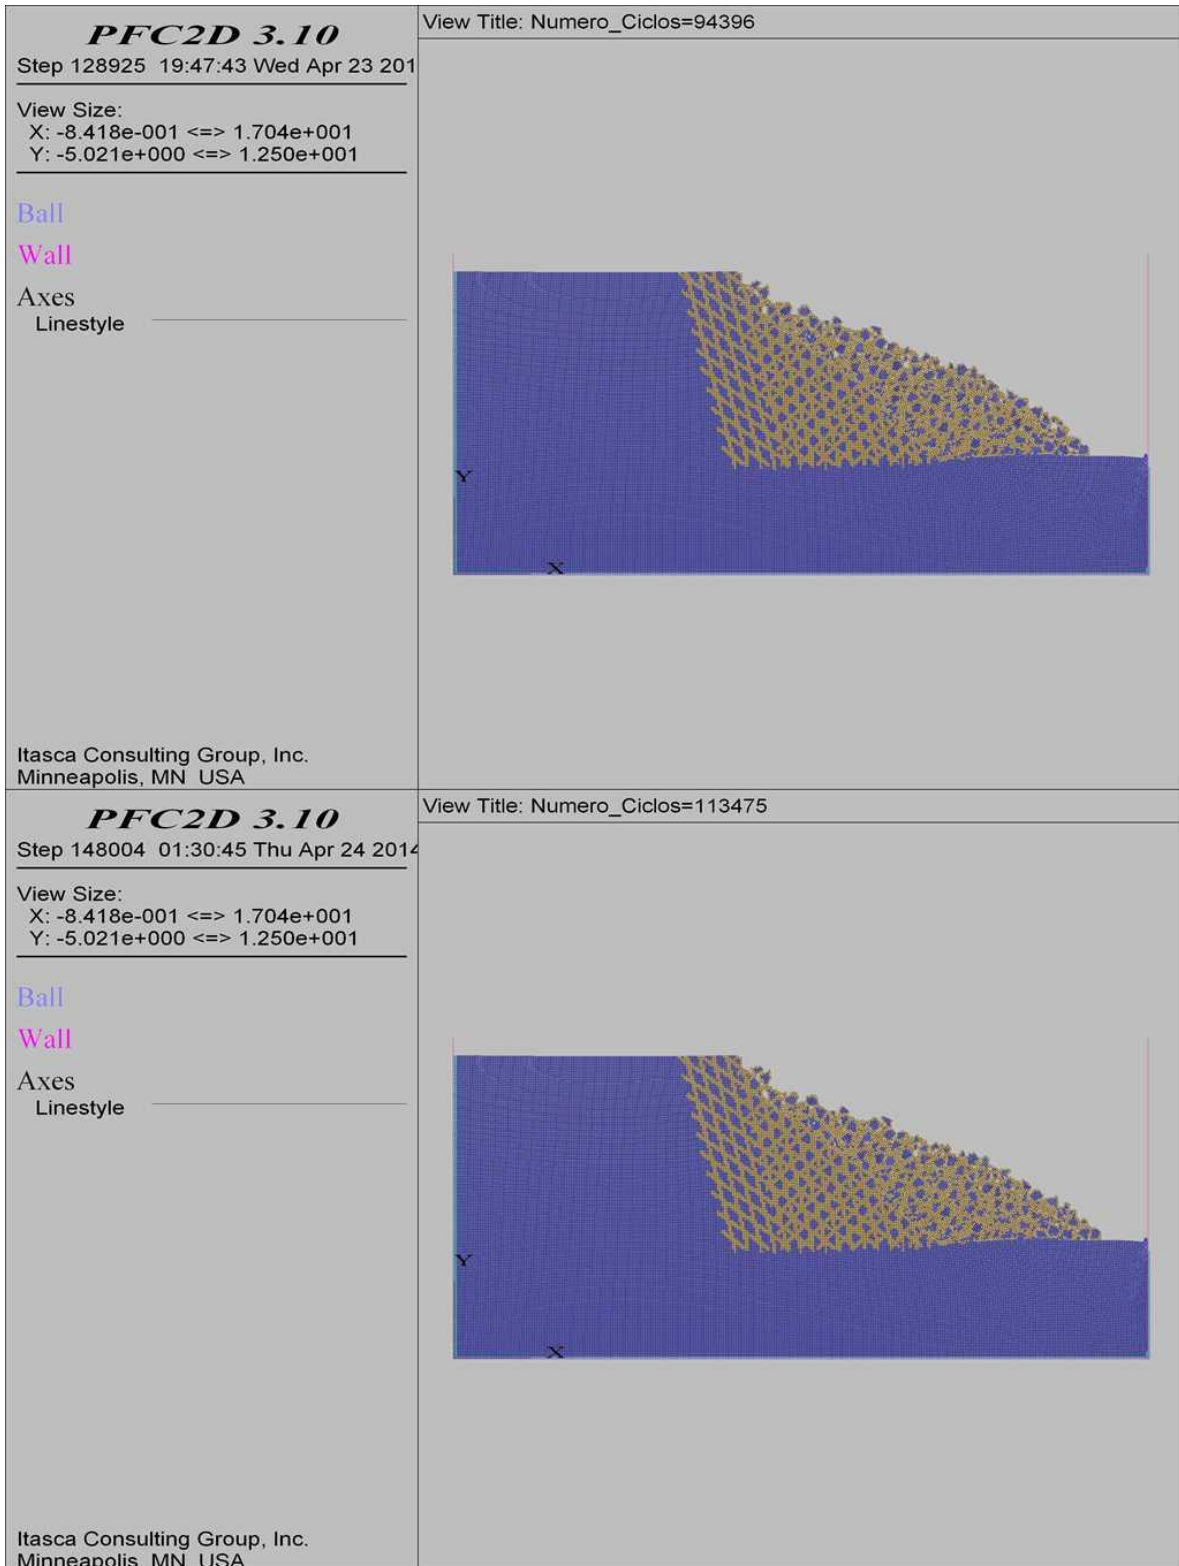 PFC2D 3.10
Step 128925 19:47:43 Wed Apr 23 201
View Size:
X: -8.418e-001 <=> 1.704e+001
Y: -5.021e+000 <=> 1.250e+001
Ball
Wall
Axes
Linestyle
Itasca Consulting Group, Inc.
Minneapolis, MN USA
View Title: Numero_Ciclos=94396
Y
X
PFC2D 3.10
Step 148004 01:30:45 Thu Apr 24 2014
View Size:
X: -8.418e-001 <=> 1.704e+001
Y: -5.021e+000 <=> 1.250e+001
Ball
Wall
Axes
Linestyle
Itasca Consulting Group, Inc.
Minneapolis, MN USA
View Title: Numero_Ciclos=113475
Y
X